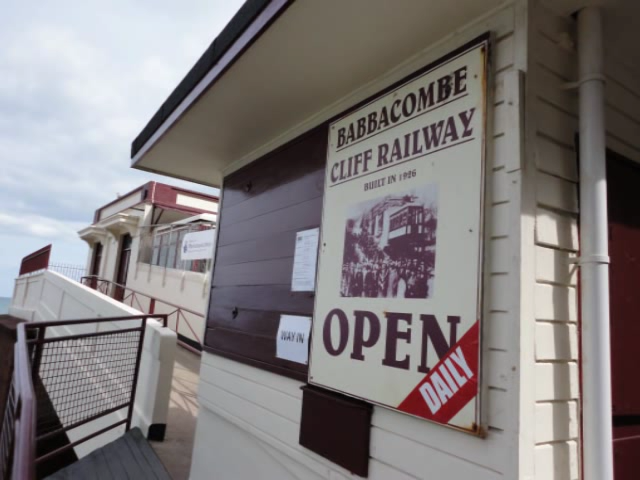 BABBACOMBE
CLIFF RAILWAY
BUILT IN 1926
OPEN
DAILY
WAY IN